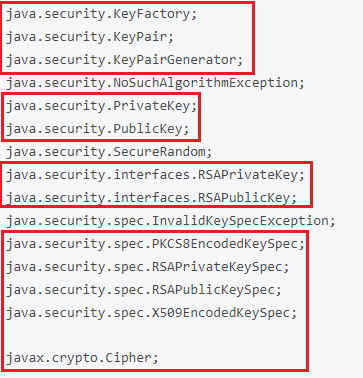 java.security.KeyFactory;
java.security.KeyPair;
java.security.KeyPairGenerator;
java.security.NoSuchAlgorithmException;
java.security.PrivateKey;
java.security.PublicKey;
java.security.SecureRandom;
java.security.interfaces.RSAPrivateKey;
java.security.interfaces.RSAPublicKey;
java.security.spec.InvalidKeySpecException;
java.security.spec.PKCS8EncodedKeySpec;
java.security.spec.RSAPrivateKeySpec;
java.security.spec.RSAPublicKeySpec;
java.security.spec.X509EncodedKeySpec;
javax.crypto.Cipher;